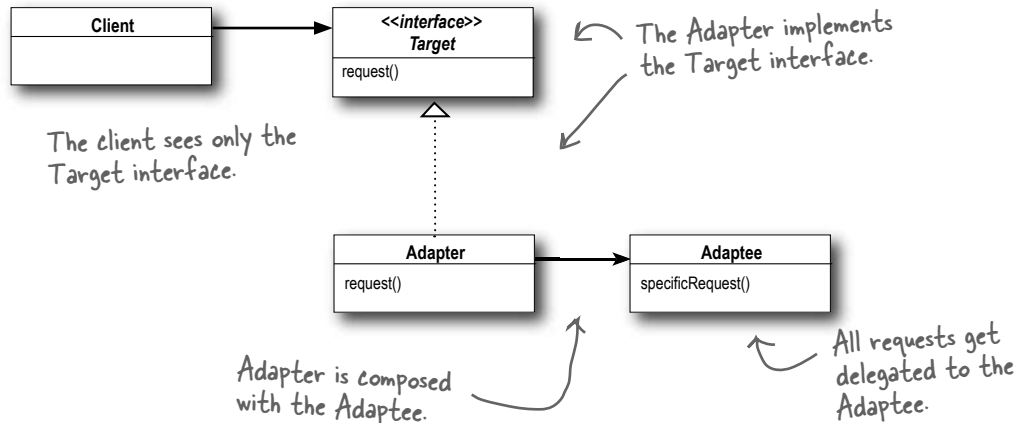 Client
<<interface>>
Target
request()
The Adapter implements
the Target interface.
The client sees only the
Target interface.
Adapter
request()
Adaptee
specificRequest()
Adapter is composed
with the Adaptee.
All requests get
delegated to the
Adaptee.